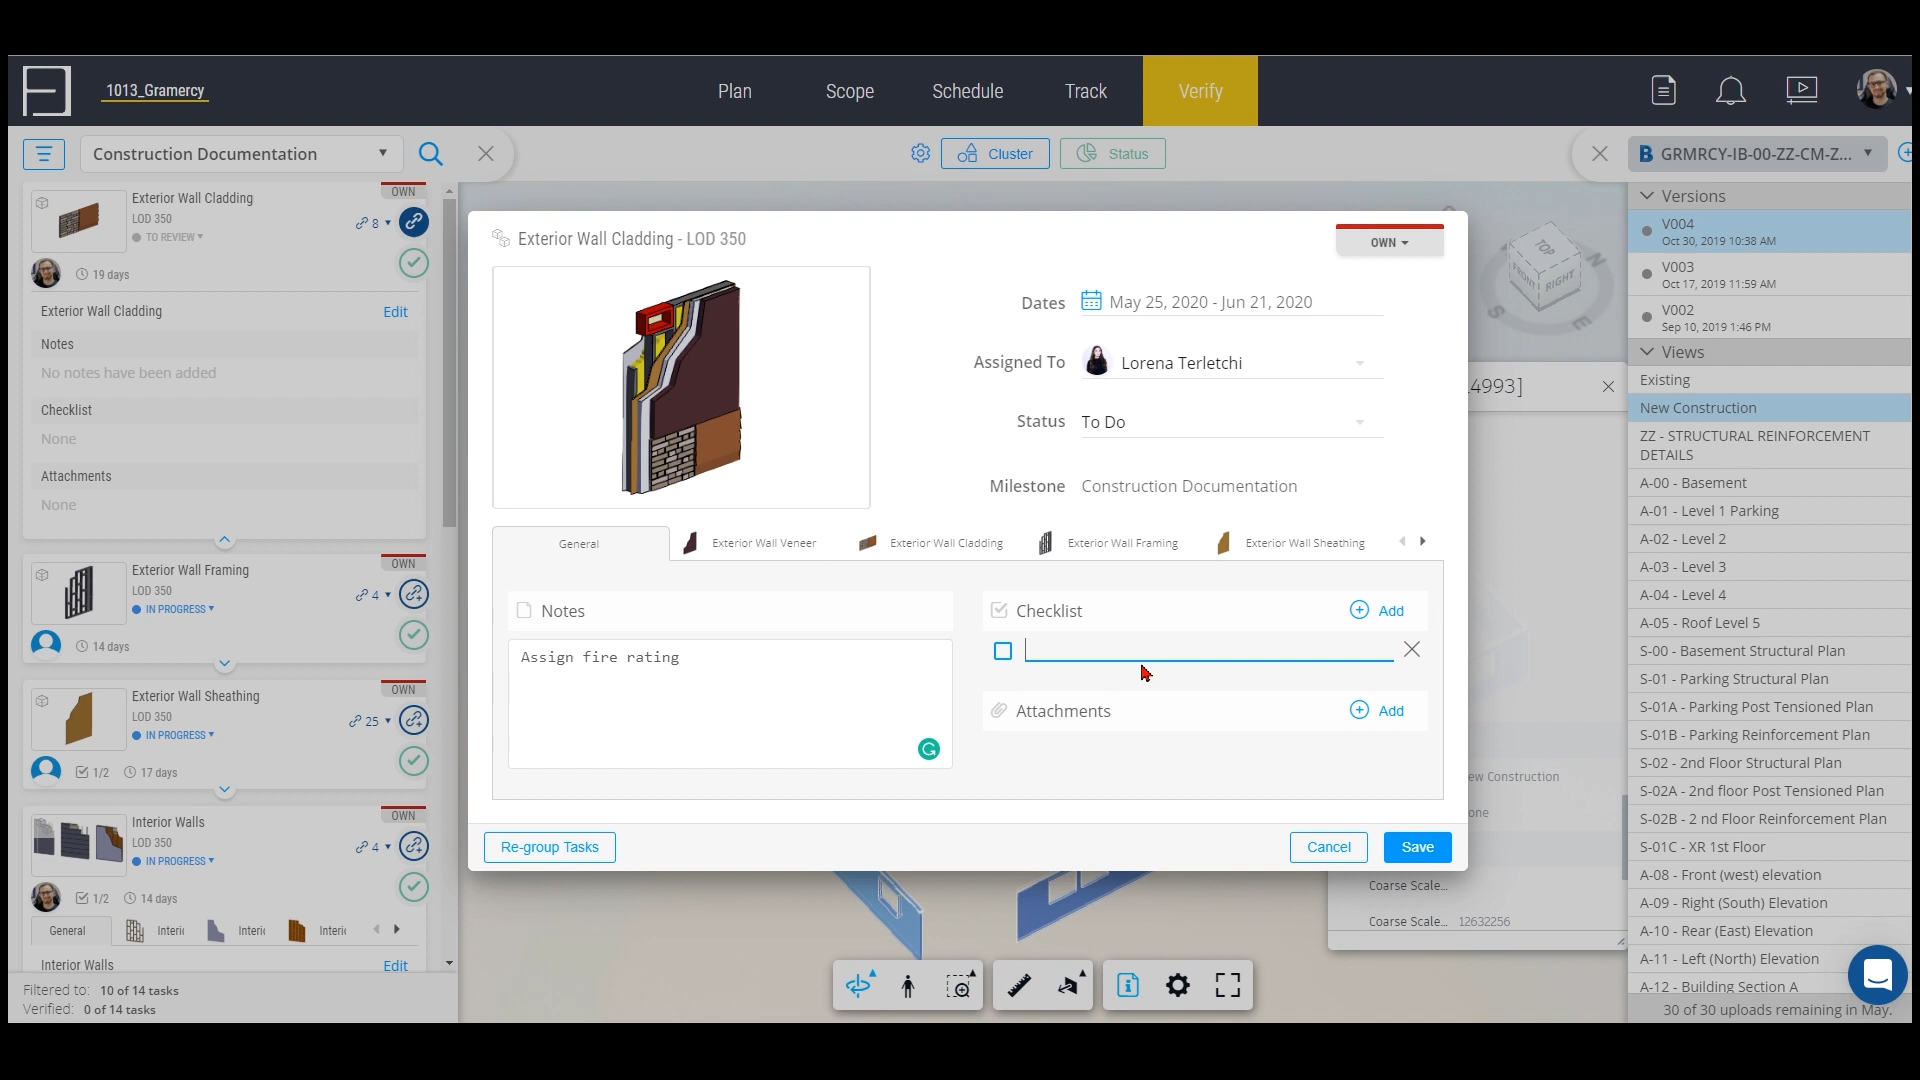 1013_Gramercy
Plan
Scope
Schedule
Track
Verify
Construction Documentation
Cluster
Status
B GRMRCY-IB-00-ZZ-CM-Z...
Exterior Wall Cladding
OWN
LOD 350
TO REVIEW
8
19 days
Exterior Wall Cladding
Edit
Notes
No notes have been added
Checklist
None
Attachments
None
Exterior Wall Framing
OWN
LOD 350
IN PROGRESS
4
14 days
Exterior Wall Sheathing
OWN
LOD 350
IN PROGRESS
25
1/2
17 days
Interior Walls
OWN
LOD 350
IN PROGRESS
4
1/2
14 days
General
Interi
Interi
Interi
Interior Walls
Edit
Filtered to: 10 of 14 tasks
Verified: 0 of 14 tasks
Exterior Wall Cladding - LOD 350
OWN
Dates
May 25, 2020 - Jun 21, 2020
Assigned To
Lorena Terletchi
Status
To Do
Milestone
Construction Documentation
General
Exterior Wall Veneer
Exterior Wall Cladding
Exterior Wall Framing
Exterior Wall Sheathing
Notes
Assign fire rating
Checklist
Add
Attachments
Add
Re-group Tasks
Cancel
Save
TOP
FRONT
RIGHT
N
S
E
4993]
ew Construction
one
Coarse Scale...
Coarse Scale... 12632256
Versions
V004
Oct 30, 2019 10:38 AM
V003
Oct 17, 2019 11:59 AM
V002
Sep 10, 2019 1:46 PM
Views
Existing
New Construction
ZZ - STRUCTURAL REINFORCEMENT
DETAILS
A-00 - Basement
A-01 - Level 1 Parking
A-02 - Level 2
A-03 - Level 3
A-04 - Level 4
A-05 - Roof Level 5
S-00 - Basement Structural Plan
S-01 - Parking Structural Plan
S-01A - Parking Post Tensioned Plan
S-01B - Parking Reinforcement Plan
S-02 - 2nd Floor Structural Plan
S-02A - 2nd floor Post Tensioned Plan
S-02B - 2 nd Floor Reinforcement Plan
S-01C - XR 1st Floor
A-08 - Front (west) elevation
A-09 - Right (South) Elevation
A-10 - Rear (East) Elevation
A-11 - Left (North) Elevation
A-12 - Building Section A
30 of 30 uploads remaining in May.